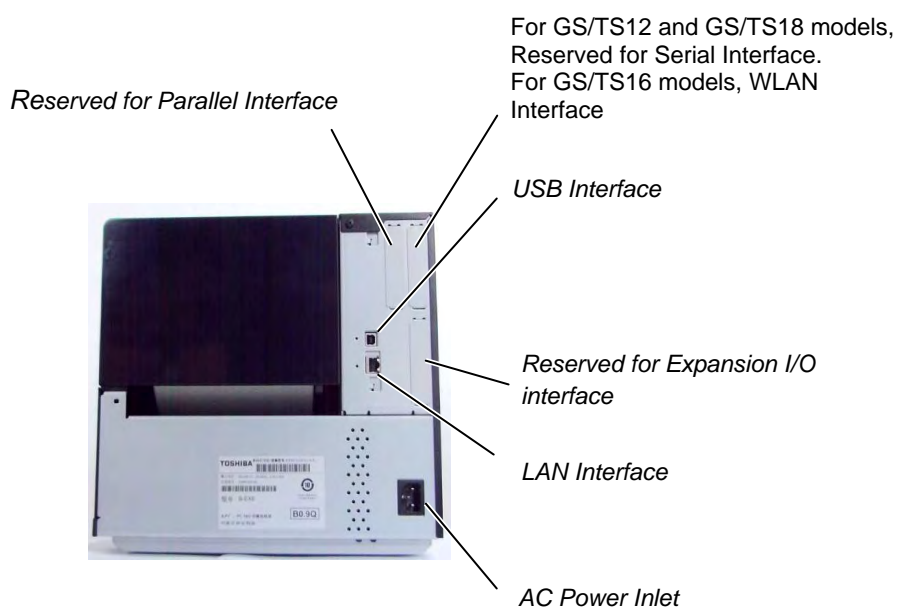 For GS/TS12 and GS/TS18 models,
Reserved for Serial Interface.
For GS/TS16 models, WLAN
Interface
Reserved for Parallel Interface
USB Interface
Reserved for Expansion I/O
interface
LAN Interface
TOSHIBA
B0.9Q
AC Power Inlet